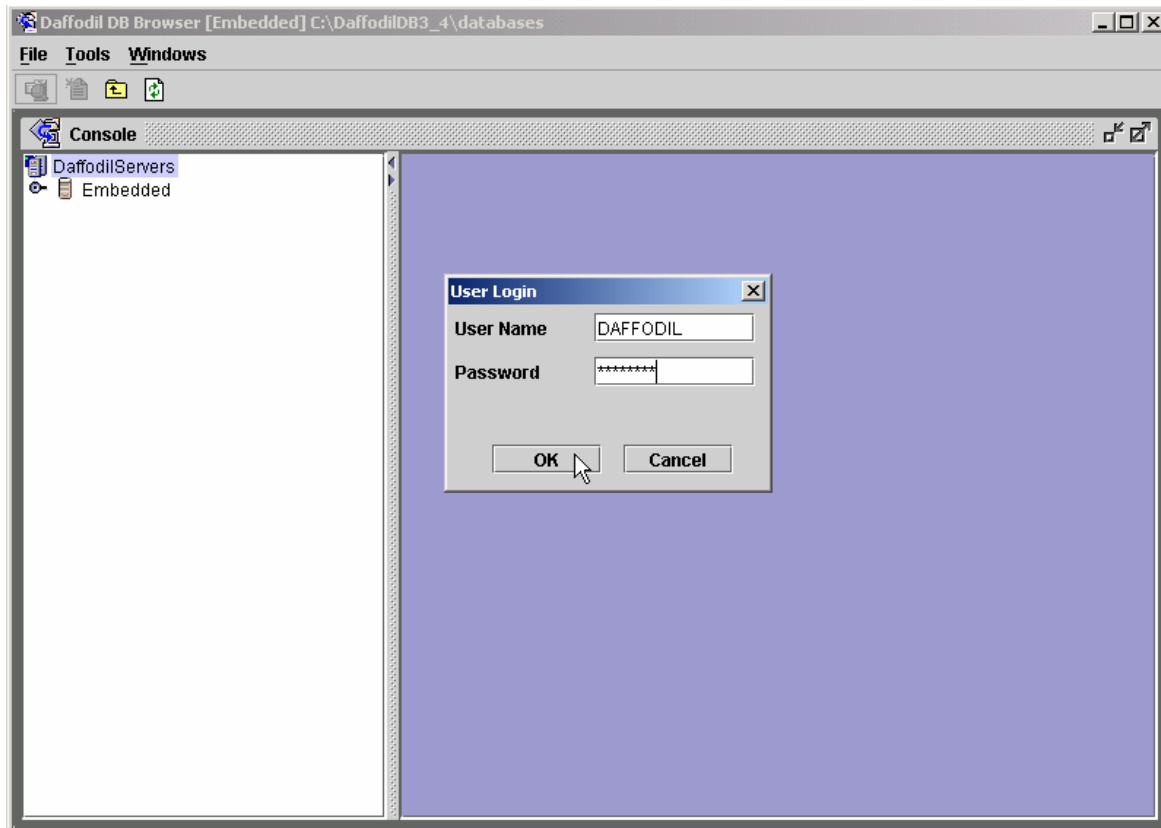 Daffodil DB Browser [Embedded] C:\DaffodilDB3_4\databases
File Tools Windows
Console
DaffodilServers
Embedded
User Login
User Name DAFFODIL
Password ********
OK Cancel